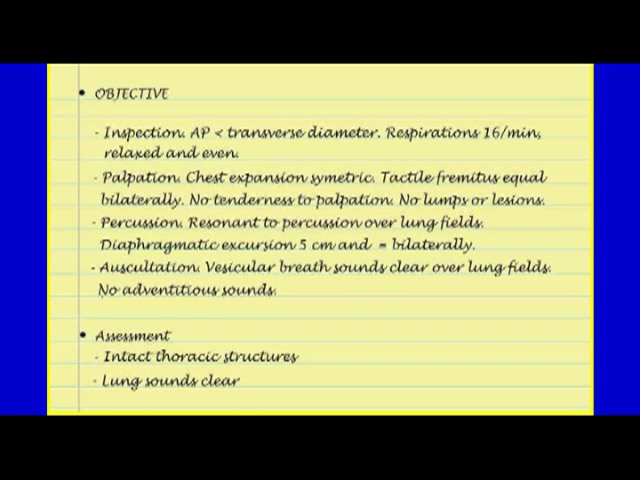 • OBJECTIVE
- Inspection. AP < transverse diameter. Respirations 16/min,
relaxed and even.
- Palpation. Chest expansion symetric. Tactile fremitus equal
bilaterally. No tenderness to palpation. No lumps or lesions.
- Percussion. Resonant to percussion over lung fields.
Diaphragmatic excursion 5 cm and = bilaterally.
- Auscultation. Vesicular breath sounds clear over lung fields.
No adventitious sounds.
• Assessment
- Intact thoracic structures
- Lung sounds clear